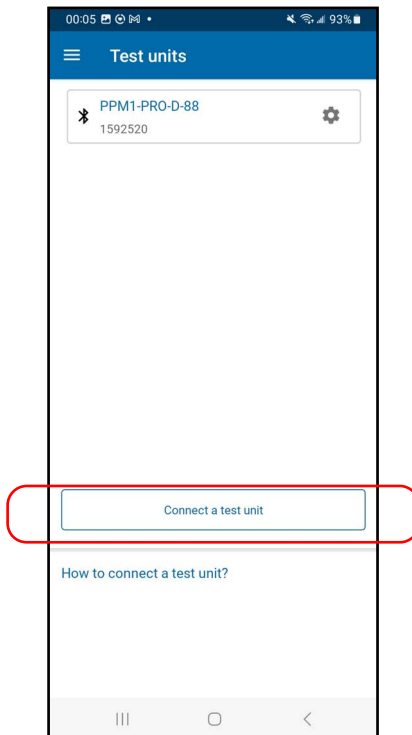 00:05
93%
Test units
PPM1-PRO-D-88
1592520
Connect a test unit
How to connect a test unit?